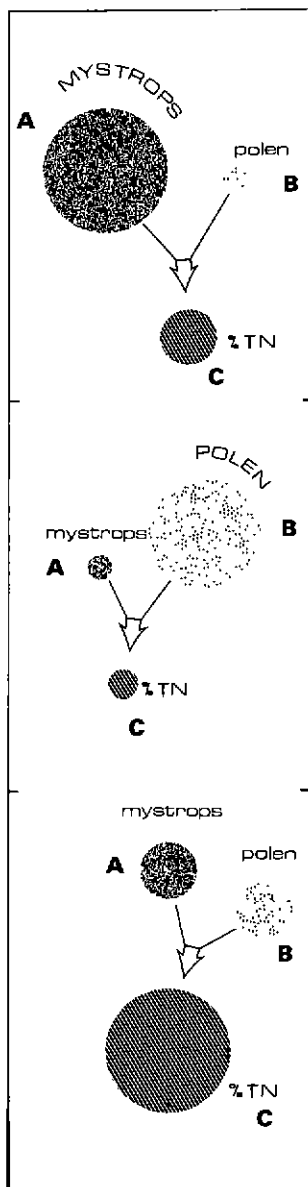 MYSTROPS
A
polen
B
% TN
C
POLEN
B
mystrops
A
% TN
C
mystrops
A
polen
B
% TN
C